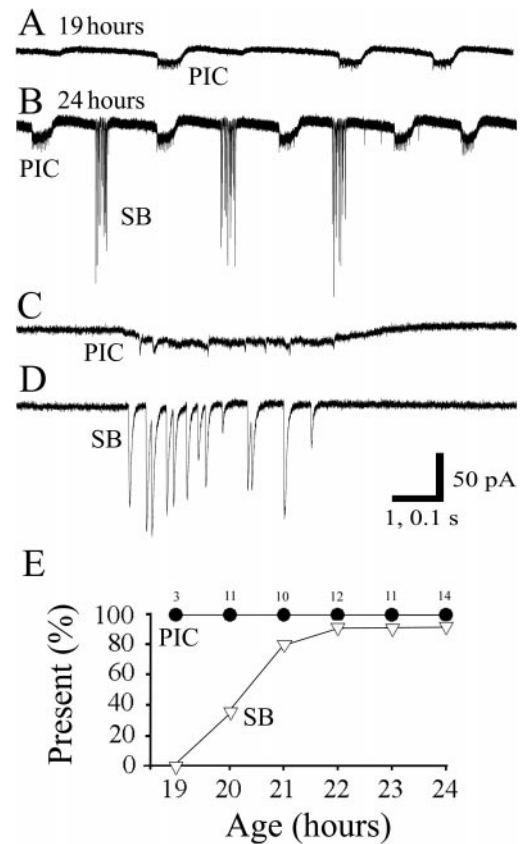 A 19 hours
PIC
B 24 hours
PIC
SB
C
PIC
D
SB
50 pA
1, 0.1 s
E
3 11 10 12 11 14
100
80
60
40
20
0
PIC
SB
Present (%)
19 20 21 22 23 24
Age (hours)